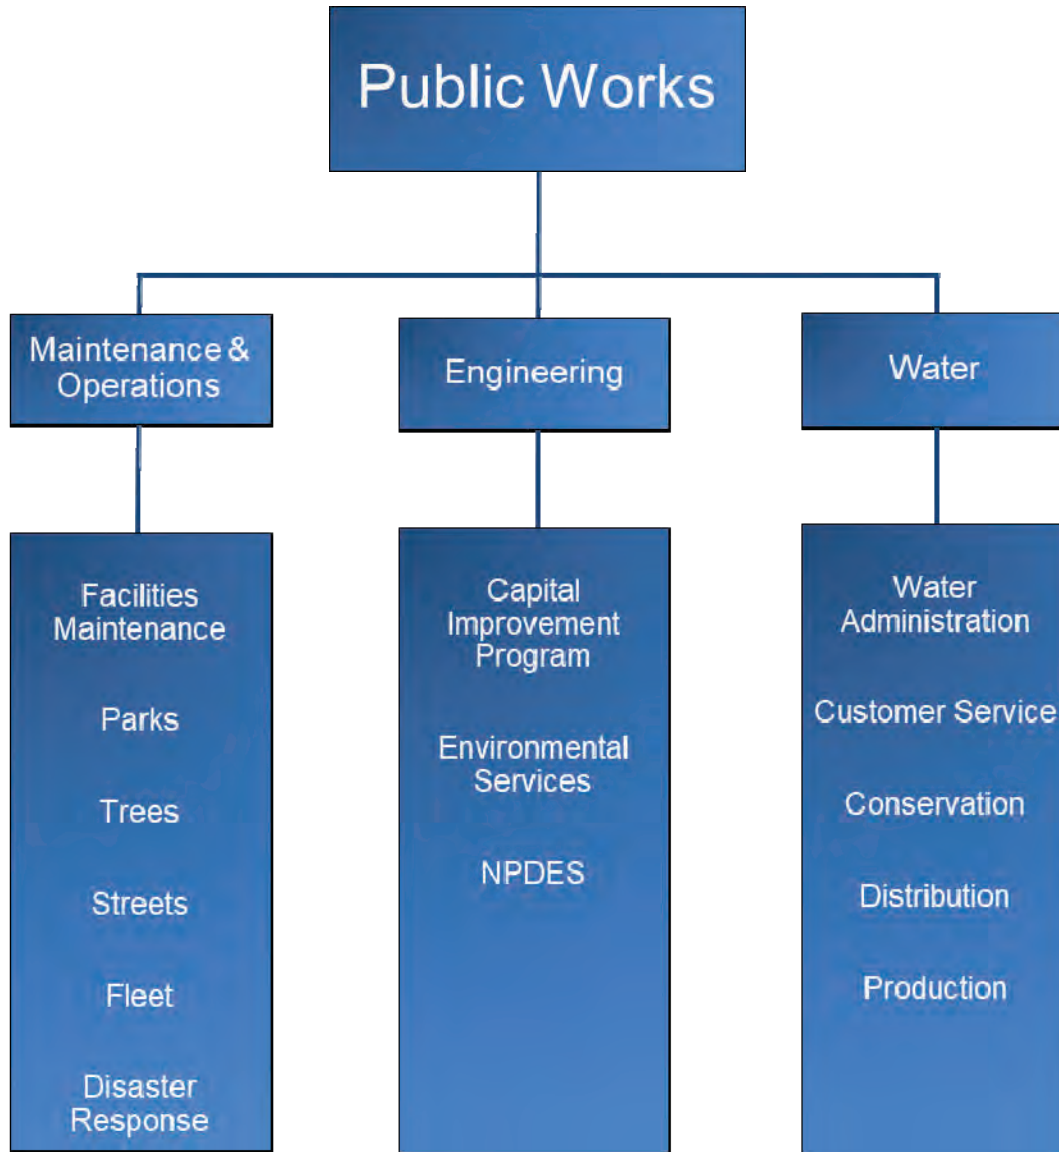 Public Works
Maintenance &
Operations
Engineering
Water
Facilities
Maintenance
Parks
Trees
Streets
Fleet
Disaster
Response
Capital
Improvement
Program
Environmental
Services
NPDES
Water
Administration
Customer Service
Conservation
Distribution
Production